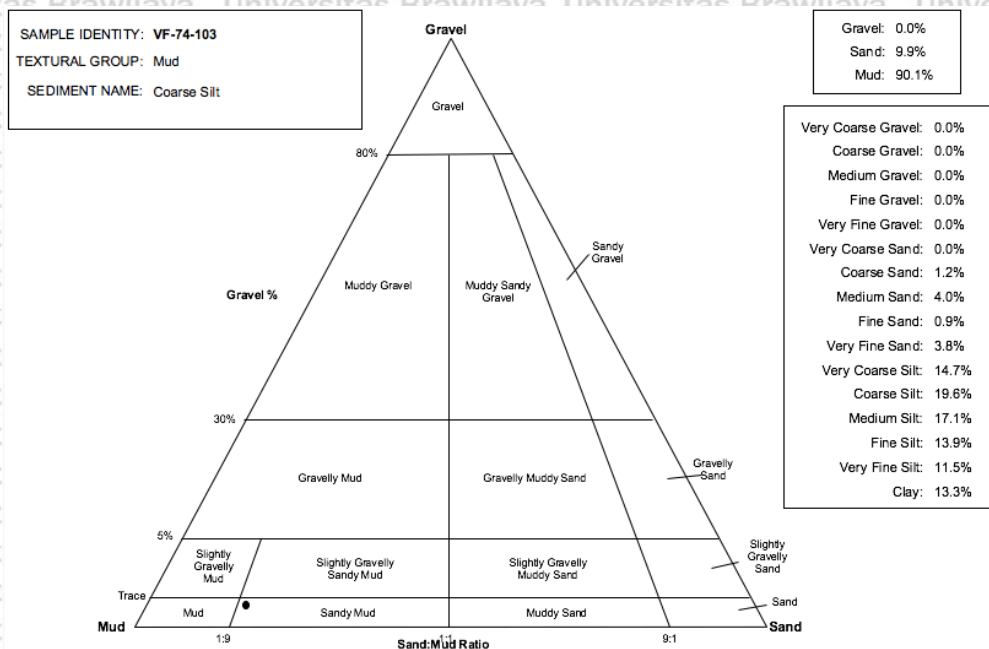 Universitas Brawijaya Universitas Brawijaya
SAMPLE IDENTITY: VF-74-103
TEXTURAL GROUP: Mud
SEDIMENT NAME: Coarse Silt
Gravel: 0.0%
Sand: 9.9%
Mud: 90.1%
Very Coarse Gravel: 0.0%
Coarse Gravel: 0.0%
Medium Gravel: 0.0%
Fine Gravel: 0.0%
Very Fine Gravel: 0.0%
Very Coarse Sand: 0.0%
Coarse Sand: 1.2%
Medium Sand: 4.0%
Fine Sand: 0.9%
Very Fine Sand: 3.8%
Very Coarse Silt: 14.7%
Coarse Silt: 19.6%
Medium Silt: 17.1%
Fine Silt: 13.9%
Very Fine Silt: 11.5%
Clay: 13.3%
Gravel
Gravel
80%
Sandy
Gravel
Gravel %
Muddy Gravel
Muddy Sandy
Gravel
30%
Gravelly Mud
Gravelly Muddy Sand
Gravelly
Sand
5%
Slightly
Gravelly
Mud
Slightly Gravelly
Sandy Mud
Slightly Gravelly
Muddy Sand
Slightly
Gravelly
Sand
Trace
Mud
Sandy Mud
Muddy Sand
Sand
Mud
Sand
1:9
1:1
9:1
Sand:Mud Ratio